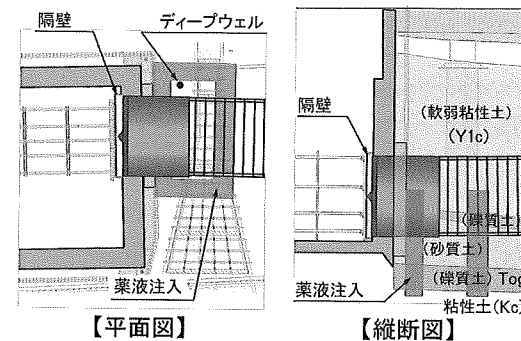 隔壁
ディープウェル
薬液注入
【平面図】
隔壁
(軟弱粘性土)
(Y1c)
(礫質土)
(砂質土)
(礫質土) Tog
薬液注入
粘性土(Kc)
【縦断図】